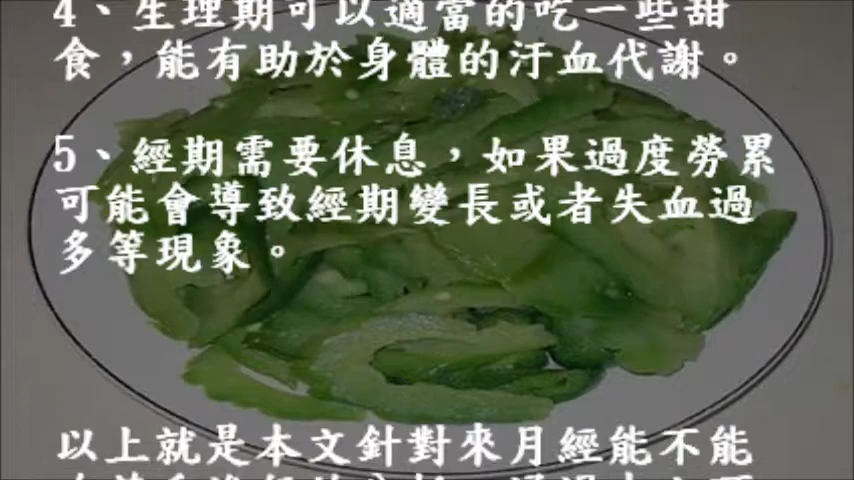 4、生理期可以適當的吃一些甜
食，能有助於身體的汙血代謝。
5、經期需要休息，如果過度勞累
可能會導致經期變長或者失血過
多等現象。
以上就是本文針對來月經能不能